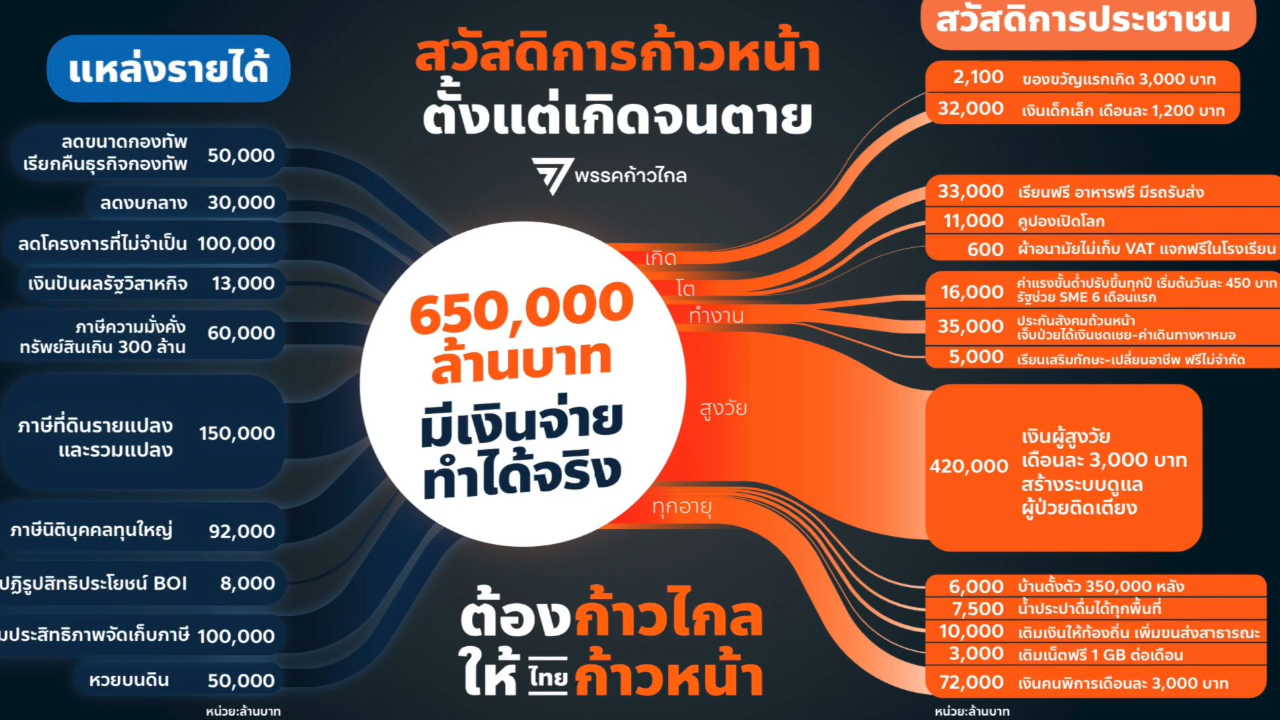 แหล่งรายได้
ลดขนาดกองทัพ
เรียกคืนธุรกิจกองทัพ
50,000
ลดงบกลาง 30,000
ลดโครงการที่ไม่จำเป็น 100,000
เงินปันผลรัฐวิสาหกิจ 13,000
ภาษีความมั่งคั่ง
ทรัพย์สินเกิน 300 ล้าน
60,000
ภาษีที่ดินรายแปลง
และรวมแปลง
150,000
ภาษีนิติบุคคลทุนใหญ่ 92,000
ปฏิรูปสิทธิประโยชน์ BOI 8,000
มประสิทธิภาพจัดเก็บภาษี 100,000
หวยบนดิน 50,000
หน่วย:ล้านบาท
สวัสดิการก้าวหน้า
ตั้งแต่เกิดจนตาย
พรรคก้าวไกล
650,000
ล้านบาท
มีเงินจ่าย
ทำได้จริง
เกิด
โต
ทำงาน
สูงวัย
ทุกอายุ
ต้องก้าวไกล
ให้ไทยก้าวหน้า
สวัสดิการประชาชน
2,100 ของขวัญแรกเกิด 3,000 บาท
32,000 เงินเด็กเล็ก เดือนละ 1,200 บาท
33,000 เรียนฟรี อาหารฟรี มีรถรับส่ง
11,000 คูปองเปิดโลก
600 ผ้าอนามัยไม่เก็บ VAT แจกฟรีในโรงเรียน
16,000
ค่าแรงขั้นต่ำปรับขึ้นทุกปี เริ่มต้นวันละ 450 บาท
รัฐช่วย SME 6 เดือนแรก
35,000
ประกันสังคมถ้วนหน้า
เจ็บป่วยได้เงินชดเชย-ค่าเดินทางหาหมอ
5,000 เรียนเสริมทักษะ-เปลี่ยนอาชีพ ฟรีไม่จำกัด
420,000
เงินผู้สูงวัย
เดือนละ 3,000 บาท
สร้างระบบดูแล
ผู้ป่วยติดเตียง
6,000 บ้านตั้งตัว 350,000 หลัง
7,500 น้ำประปาดื่มได้ทุกพื้นที่
10,000 เติมเงินให้ท้องถิ่น เพิ่มขนส่งสาธารณะ
3,000 เติมเน็ตฟรี 1 GB ต่อเดือน
72,000 เงินคนพิการเดือนละ 3,000 บาท
หน่วย:ล้านบาท